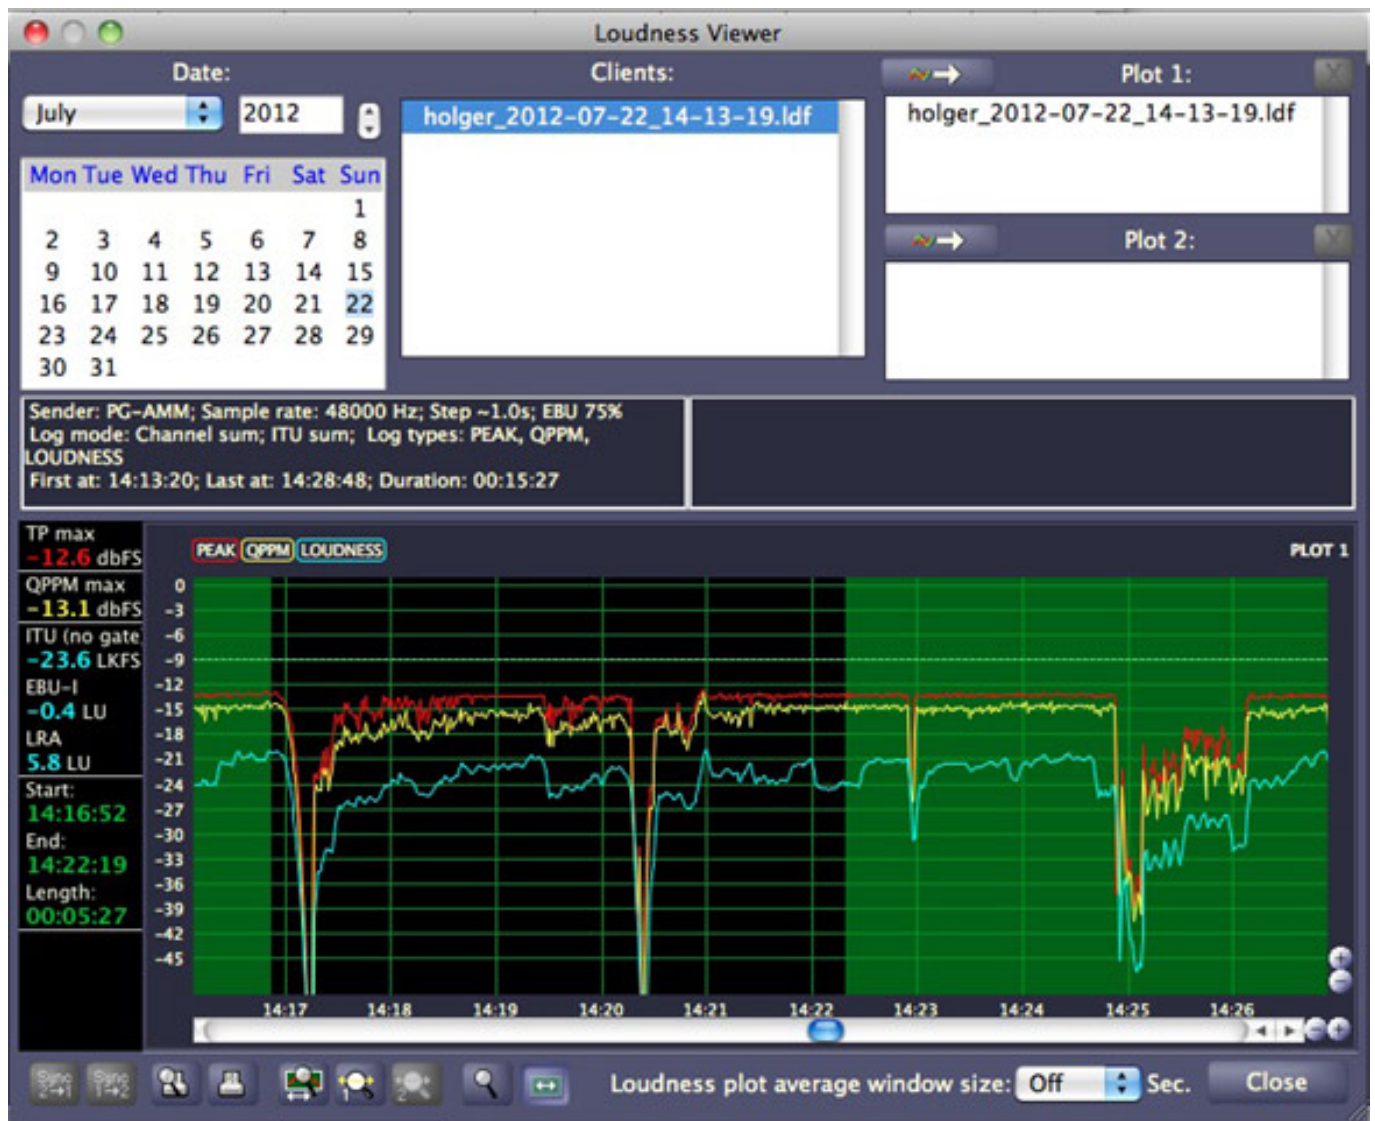 Loudness Viewer
Date:
July
2012
Mon Tue Wed Thu Fri Sat Sun
1
2 3 4 5 6 7 8
9 10 11 12 13 14 15
16 17 18 19 20 21 22
23 24 25 26 27 28 29
30 31
Clients:
holger_2012-07-22_14-13-19.ldf
Plot 1:
X
holger_2012-07-22_14-13-19.ldf
Plot 2:
X
Sender: PG-AMM; Sample rate: 48000 Hz; Step ~1.0s; EBU 75%
Log mode: Channel sum; ITU sum; Log types: PEAK, QPPM,
LOUDNESS
First at: 14:13:20; Last at: 14:28:48; Duration: 00:15:27
TP max
-12.6 dbFS
QPPM max
-13.1 dbFS
ITU (no gate
-23.6 LKFS
EBU-I
-0.4 LU
LRA
5.8 LU
Start:
14:16:52
End:
14:22:19
Length:
00:05:27
PEAK QPPM LOUDNESS
PLOT 1
0
-3
-6
-9
-12
-15
-18
-21
-24
-27
-30
-33
-36
-39
-42
-45
14:17 14:18 14:19 14:20 14:21 14:22 14:23 14:24 14:25 14:26
Sync Sync
2→1 1→2
1 2
Loudness plot average window size: Off Sec.
Close